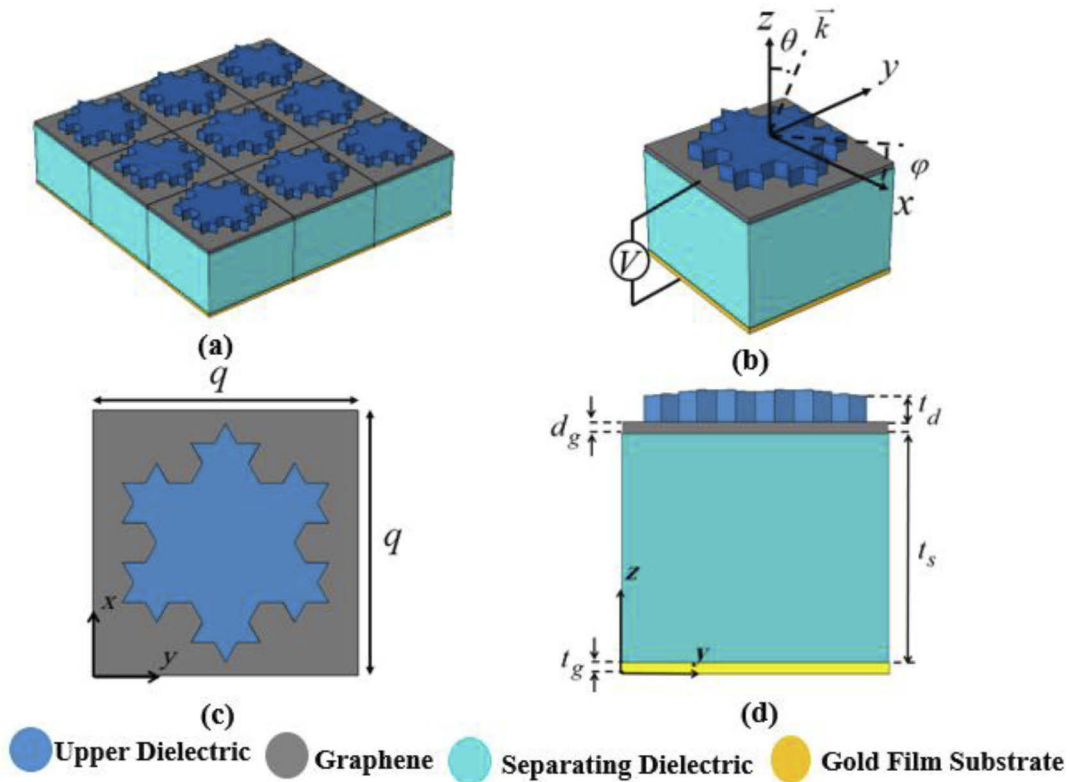 z
θ
k
y
φ
x
V
(a)
(b)
q
q
x
y
(c)
t_d
d_g
t_s
z
t_g
y
(d)
Upper Dielectric
Graphene
Separating Dielectric
Gold Film Substrate